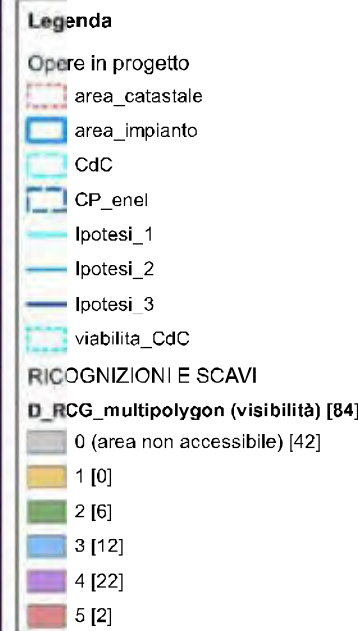 Legenda
Opere in progetto
area_catastale
area_impianto
CdC
CP_enel
Ipotesi_1
Ipotesi_2
Ipotesi_3
viabilita_CdC
RICOGNIZIONI E SCAVI
D_RCG_multipolygon (visibilità) [84]
0 (area non accessibile) [42]
1 [0]
2 [6]
3 [12]
4 [22]
5 [2]